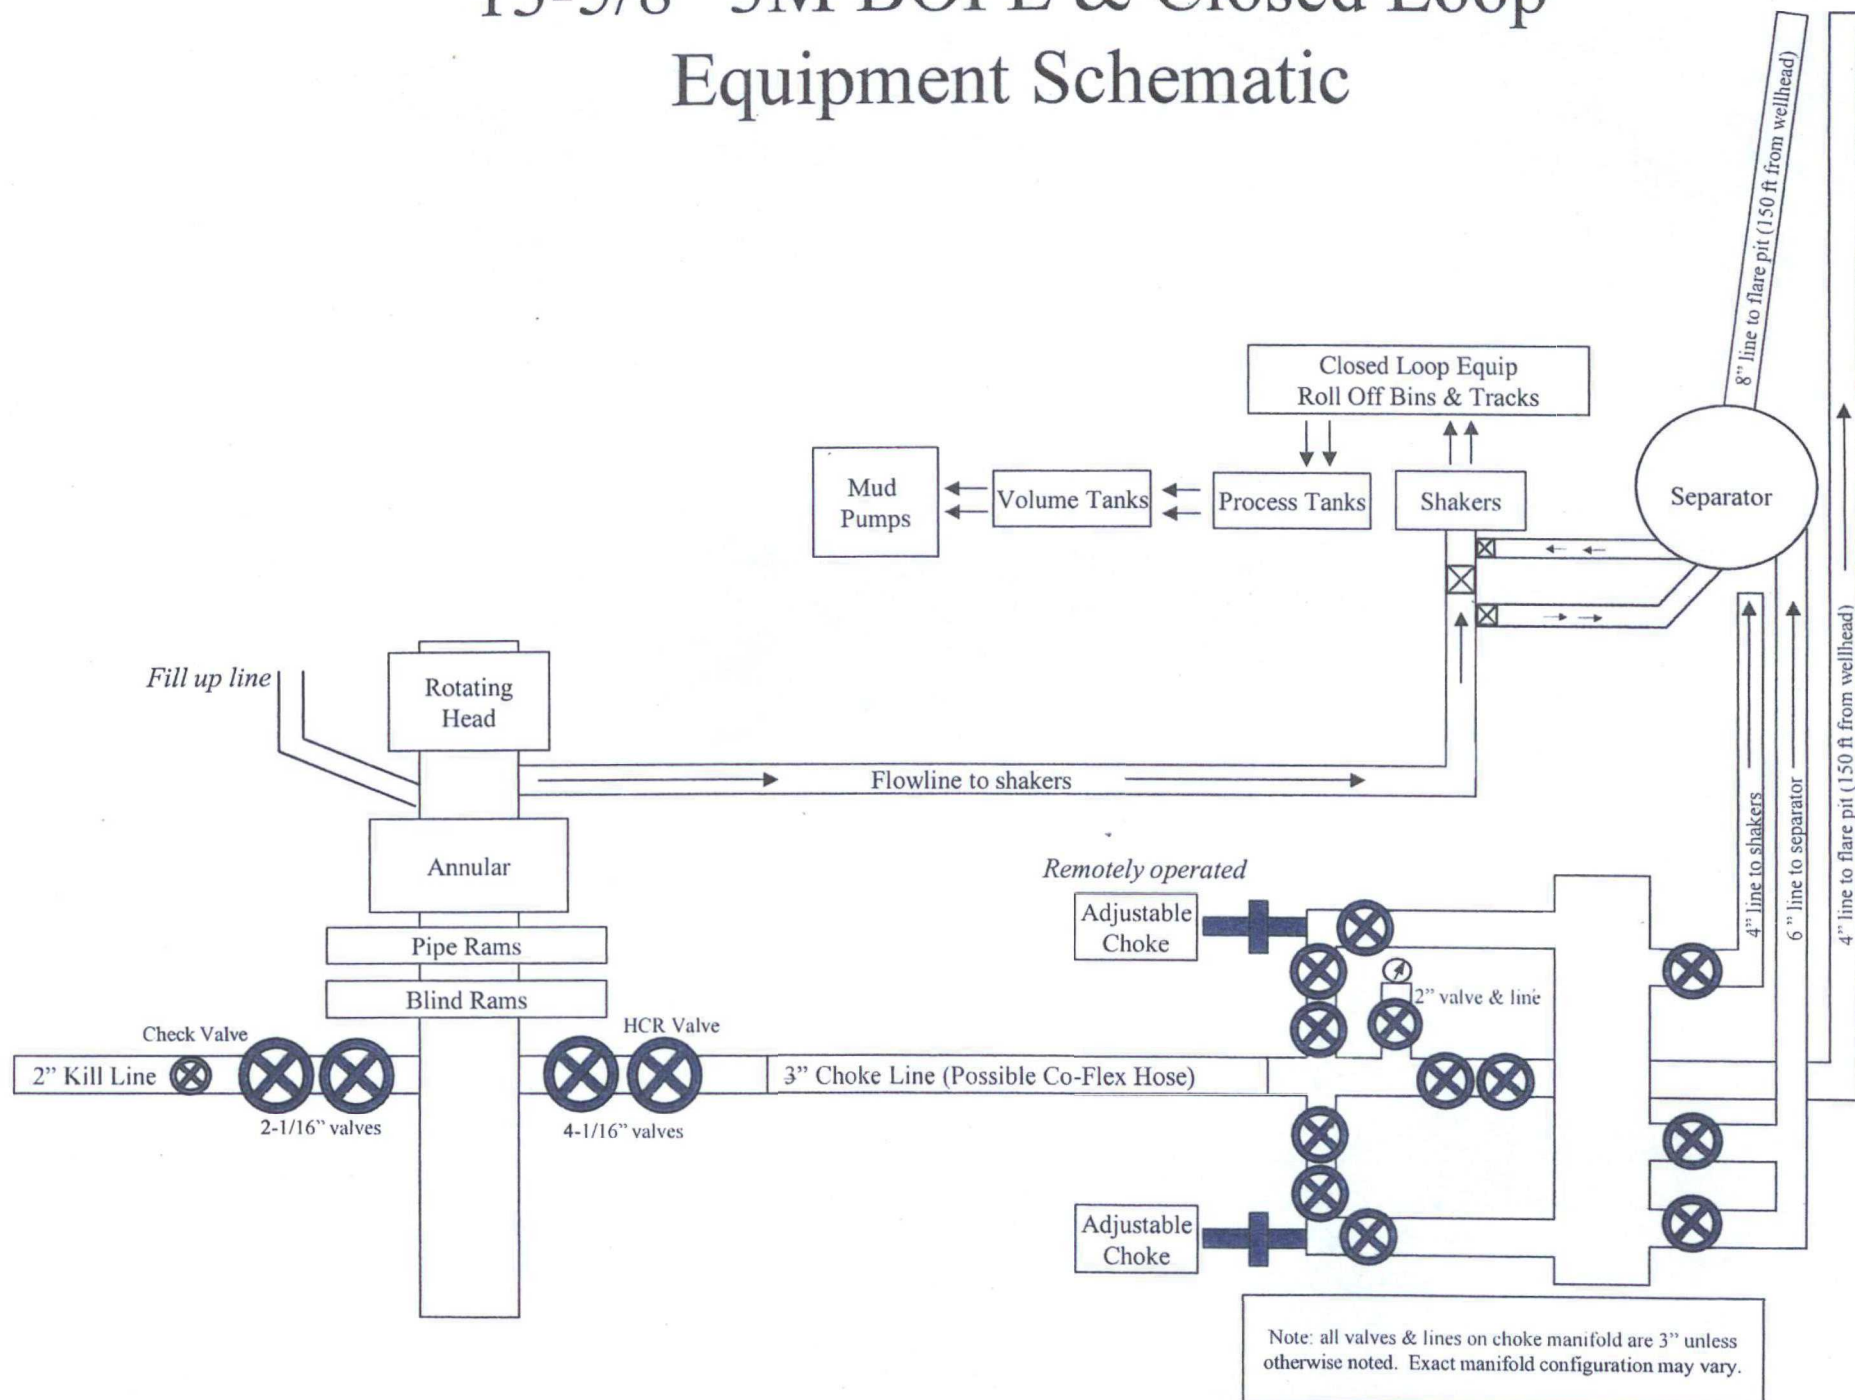 Equipment Schematic
8" line to flare pit (150 ft from wellhead)
Closed Loop Equip
Roll Off Bins & Tracks
Mud
Pumps
Volume Tanks
Process Tanks
Shakers
Separator
Fill up line
Rotating
Head
Flowline to shakers
Annular
Pipe Rams
Blind Rams
Check Valve
HCR Valve
2" Kill Line
3" Choke Line (Possible Co-Flex Hose)
2-1/16" valves
4-1/16" valves
Remotely operated
Adjustable
Choke
2" valve & line
Adjustable
Choke
4" line to shakers
6" line to separator
4" line to flare pit (150 ft from wellhead)
Note: all valves & lines on choke manifold are 3" unless
otherwise noted. Exact manifold configuration may vary.